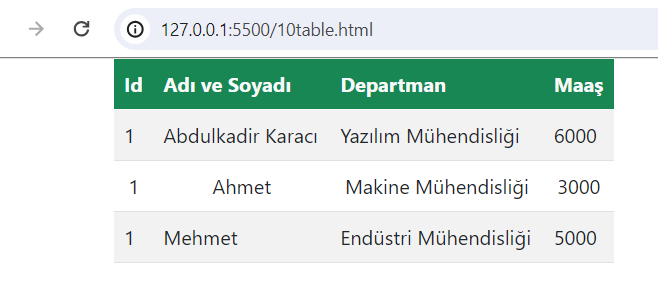 127.0.0.1:5500/10table.html
Id Adı ve Soyadı Departman Maaş
1 Abdulkadir Karacı Yazılım Mühendisliği 6000
1 Ahmet Makine Mühendisliği 3000
1 Mehmet Endüstri Mühendisliği 5000